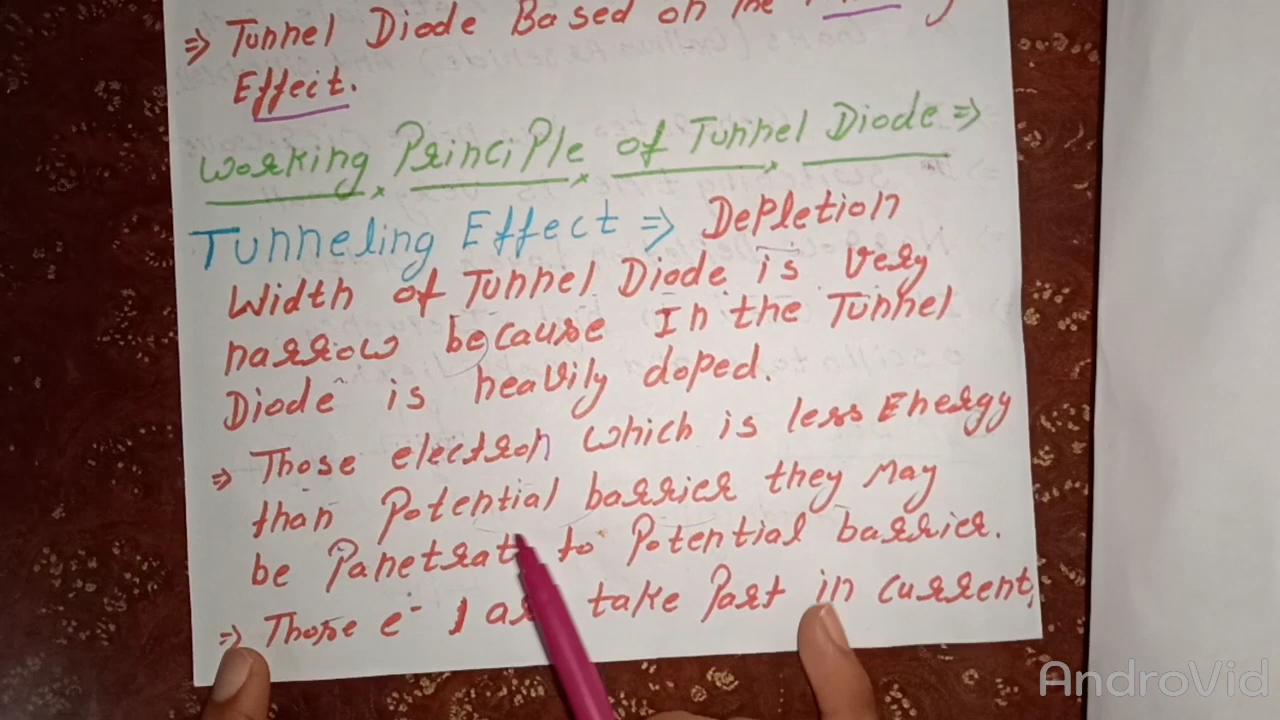 ⇒ Tunnel Diode Based on the
Effect.
Working Principle of Tunnel Diode ⇒
Tunneling Effect ⇒ Depletion
Width of Tunnel Diode is very
narrow because In the Tunnel
Diode is heavily doped.
⇒ Those electron which is less Energy
than Potential barrier they May
be Panetrat to Potential barrier.
⇒ Those e- take Part in current,
AndroVid